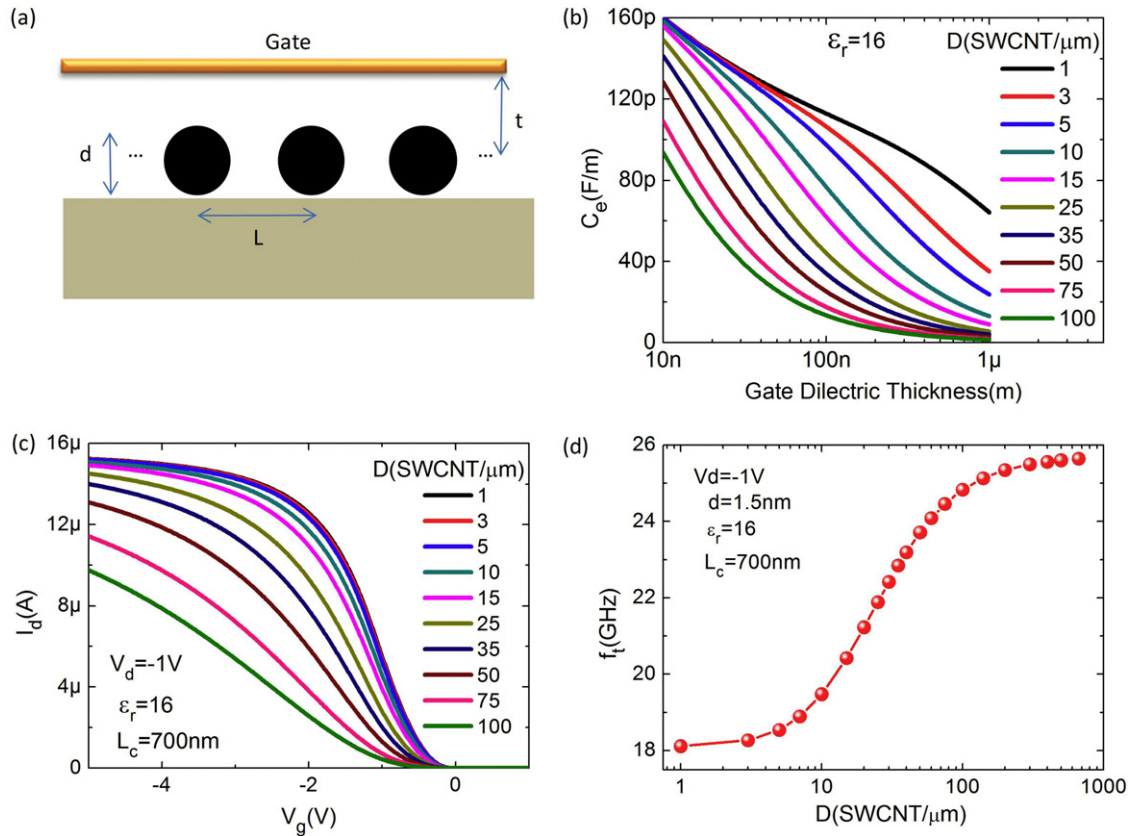 (a)
Gate
t
d
...
...
L
(b)
εr=16
D(SWCNT/μm)
1
3
5
10
15
25
35
50
75
100
160p
120p
80p
40p
0
Ce(F/m)
10n
100n
1μ
Gate Dilectric Thickness(m)
(c)
16μ
12μ
8μ
4μ
0
Id(A)
D(SWCNT/μm)
1
3
5
10
15
25
35
50
75
100
Vd=-1V
εr=16
Lc=700nm
-4
-2
0
Vg(V)
(d)
26
24
22
20
18
ft(GHz)
Vd=-1V
d=1.5nm
εr=16
Lc=700nm
1
10
100
1000
D(SWCNT/μm)